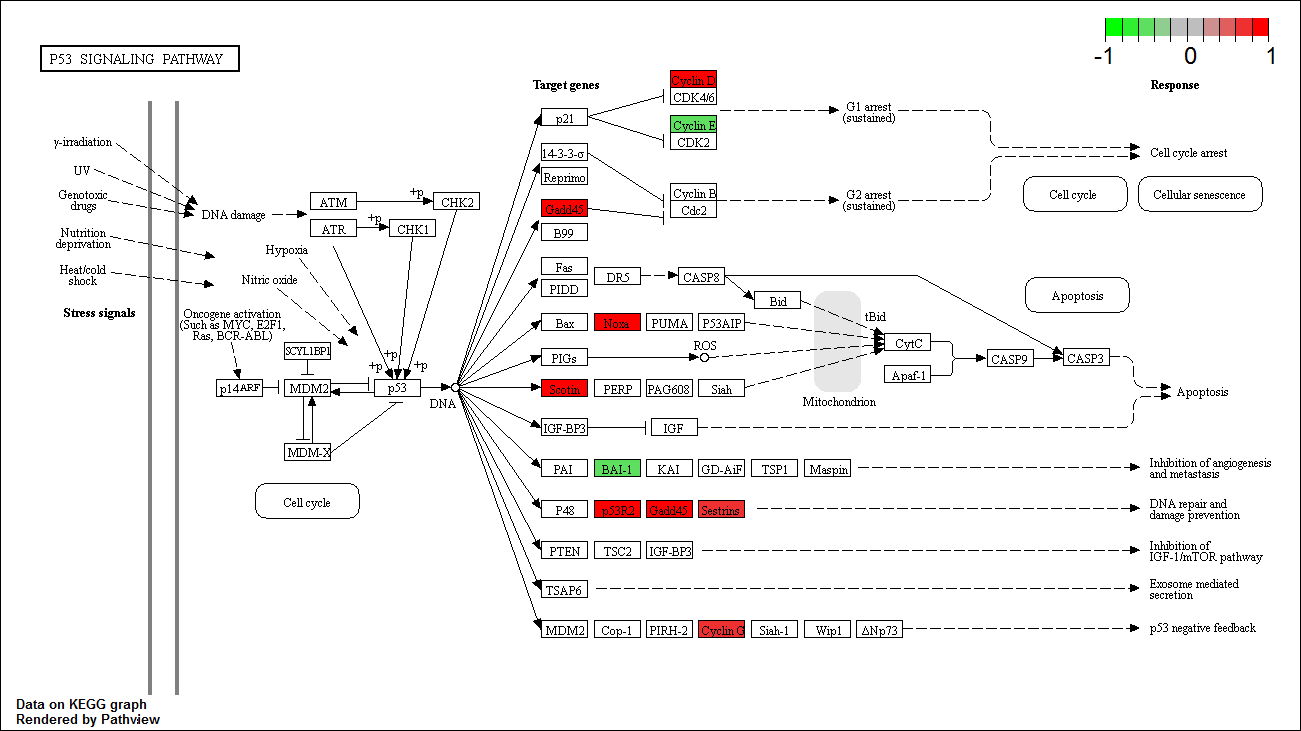 P53 SIGNALING PATHWAY
-1
0
1
Target genes
Response
Cyclin D
CDK4/6
p21
G1 arrest
(sustained)
Cyclin E
CDK2
γ-irradiation
14-3-3-σ
Cell cycle arrest
UV
Reprimo
Genotoxic
drugs
ATM
+p
CHK2
Cyclin B
Cdc2
G2 arrest
(sustained)
Cell cycle
Cellular senescence
DNA damage
Gadd45
ATR
+p
CHK1
B99
Nutrition
deprivation
Hypoxia
Fas
DR5
CASP8
Heat/cold
shock
Nitric oxide
PIDD
Bid
Apoptosis
Stress signals
Oncogene activation
(Such as MYC, E2F1,
Ras, BCR-ABL)
Bax
Noxa
PUMA
P53AIP
tBid
SCYL1BP1
+p
+p
+p
PIGs
ROS
CytC
CASP9
CASP3
Apaf-1
p14ARF
MDM2
p53
DNA
Scotin
PERP
PAG608
Siah
Mitochondrion
Apoptosis
IGF-BP3
IGF
MDM-X
PAI
BAI-1
KAI
GD-AiF
TSP1
Maspin
Inhibition of angiogenesis
and metastasis
Cell cycle
P48
p53R2
Gadd45
Sestrins
DNA repair and
damage prevention
PTEN
TSC2
IGF-BP3
Inhibition of
IGF-1/mTOR pathway
TSAP6
Exosome mediated
secretion
MDM2
Cop-1
PIRH-2
Cyclin G
Siah-1
Wip1
ΔNp73
p53 negative feedback
Data on KEGG graph
Rendered by Pathview